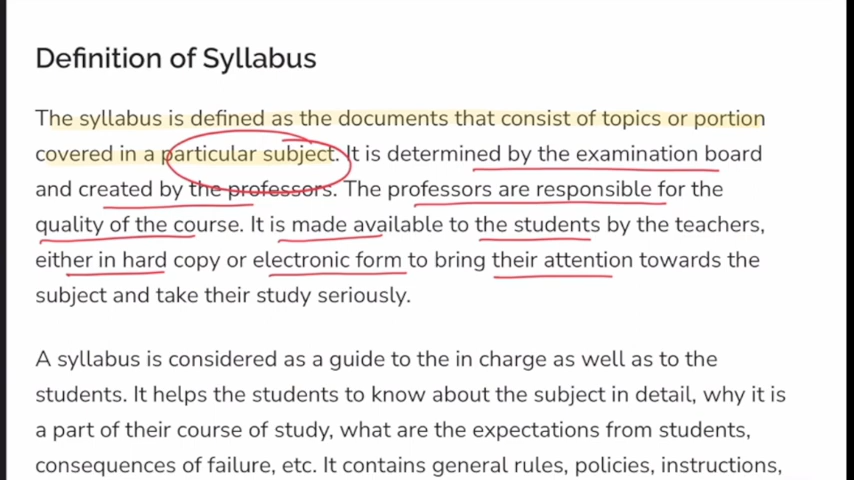 Definition of Syllabus
The syllabus is defined as the documents that consist of topics or portion
covered in a particular subject. It is determined by the examination board
and created by the professors. The professors are responsible for the
quality of the course. It is made available to the students by the teachers,
either in hard copy or electronic form to bring their attention towards the
subject and take their study seriously.
A syllabus is considered as a guide to the in charge as well as to the
students. It helps the students to know about the subject in detail, why it is
a part of their course of study, what are the expectations from students,
consequences of failure, etc. It contains general rules, policies, instructions,